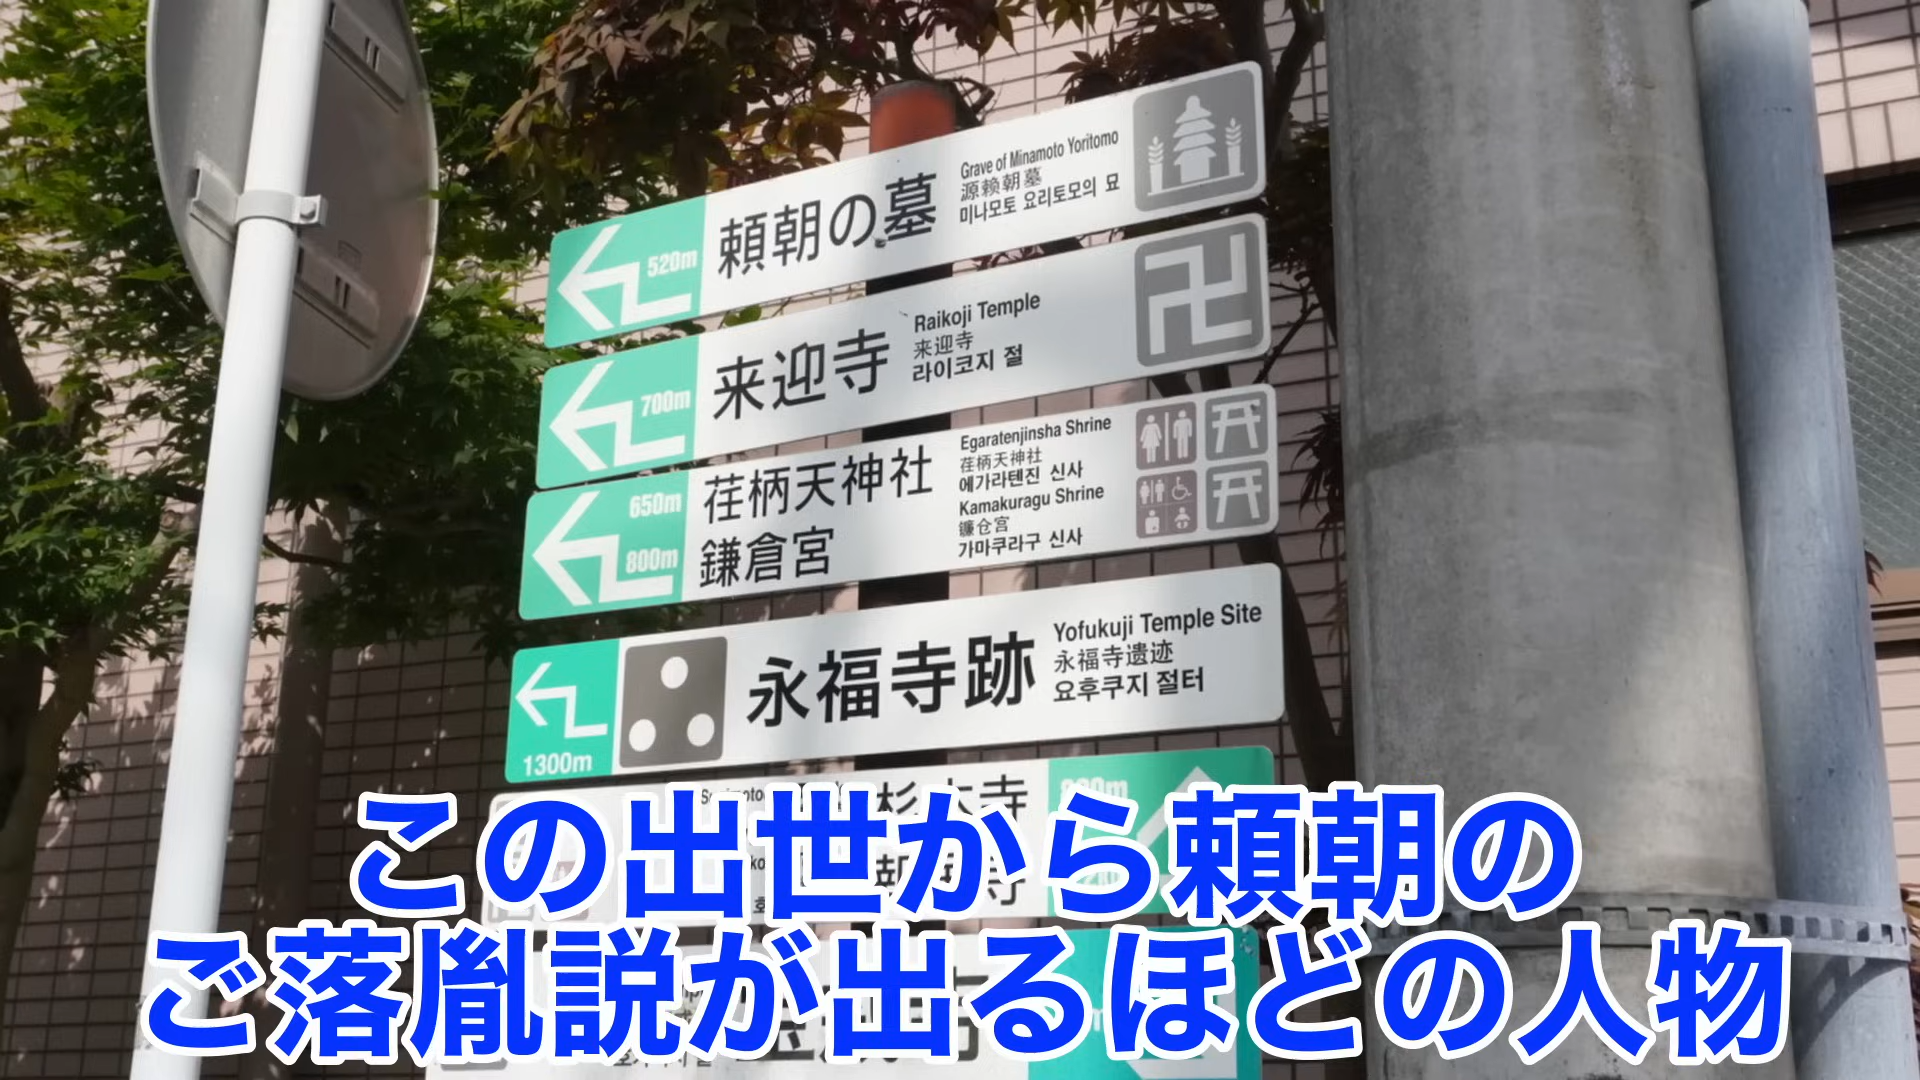 520m
頼朝の墓
Grave of Minamoto Yoritomo
源赖朝墓
미나모토 요리토모의 묘
700m
来迎寺
Raikoji Temple
来迎寺
라이코지 절
650m
荏柄天神社
Egaratenjinsha Shrine
荏柄天神社
에가라텐진 신사
800m
鎌倉宮
Kamakuragu Shrine
镰仓宫
가마쿠라구 신사
1300m
永福寺跡
Yofukuji Temple Site
永福寺遗迹
요후쿠지 절터
杉本寺
この出世から頼朝の
ご落胤説が出るほどの人物